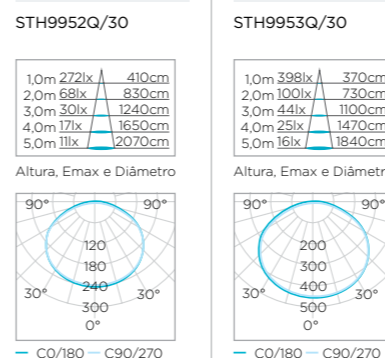 STH9952Q/30
1,0m 272lx 410cm
2,0m 68lx 830cm
3,0m 30lx 1240cm
4,0m 17lx 1650cm
5,0m 11lx 2070cm
Altura, Emax e Diâmetro
90° 90°
120
180
240
30° 30°
300
0°
C0/180 C90/270
STH9953Q/30
1,0m 398lx 370cm
2,0m 100lx 730cm
3,0m 44lx 1100cm
4,0m 25lx 1470cm
5,0m 16lx 1840cm
Altura, Emax e Diâmetr
90° 90°
200
300
400
30° 30°
500
0°
C0/180 C90/270